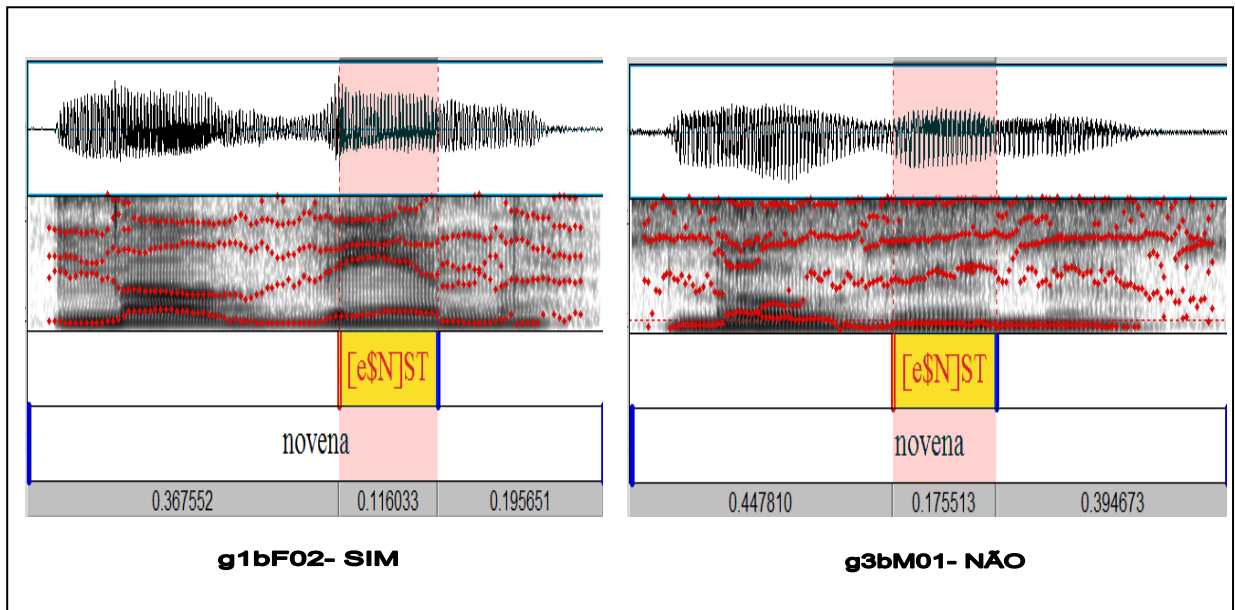 [e$N]ST
novena
0.367552 0.116033 0.195651
g1bF02- SIM
[e$N]ST
novena
0.447810 0.175513 0.394673
g3bM01- NÃO